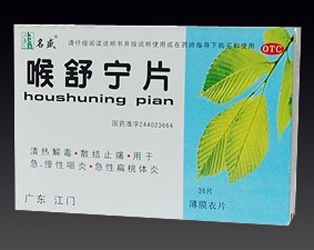 名盛
请仔细阅读说明书并按说明使用或在药师指导下购买和使用
OTC
喉舒宁片
houshuning pian
国药准字Z44023664
清热解毒·散结止痛·用于
急、慢性咽炎 急性扁桃体炎
26片
薄膜衣片
广东 江门